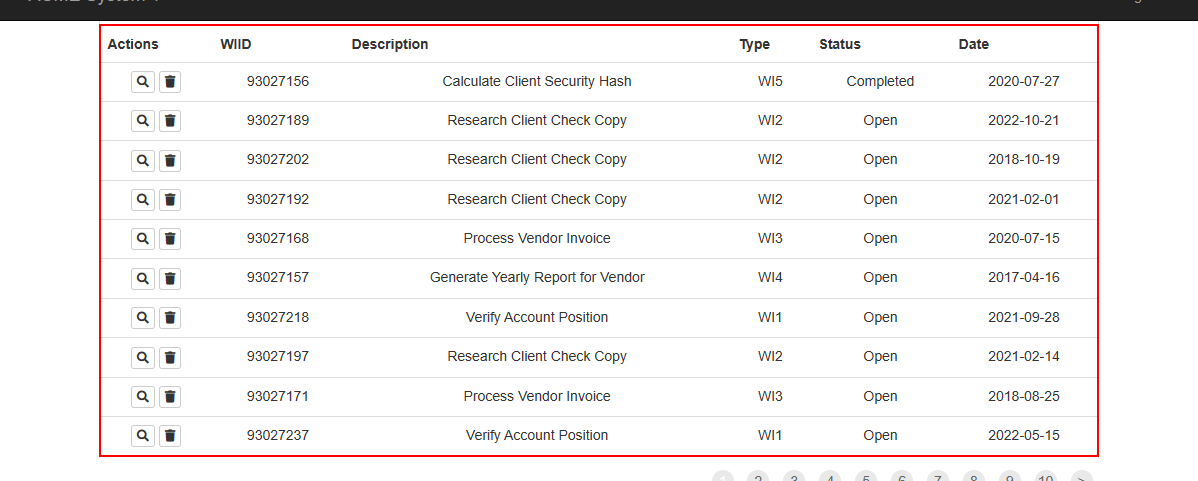 Actions WIID Description Type Status Date
93027156 Calculate Client Security Hash WI5 Completed 2020-07-27
93027189 Research Client Check Copy WI2 Open 2022-10-21
93027202 Research Client Check Copy WI2 Open 2018-10-19
93027192 Research Client Check Copy WI2 Open 2021-02-01
93027168 Process Vendor Invoice WI3 Open 2020-07-15
93027157 Generate Yearly Report for Vendor WI4 Open 2017-04-16
93027218 Verify Account Position WI1 Open 2021-09-28
93027197 Research Client Check Copy WI2 Open 2021-02-14
93027171 Process Vendor Invoice WI3 Open 2018-08-25
93027237 Verify Account Position WI1 Open 2022-05-15
1 2 3 4 5 6 7 8 9 10 >